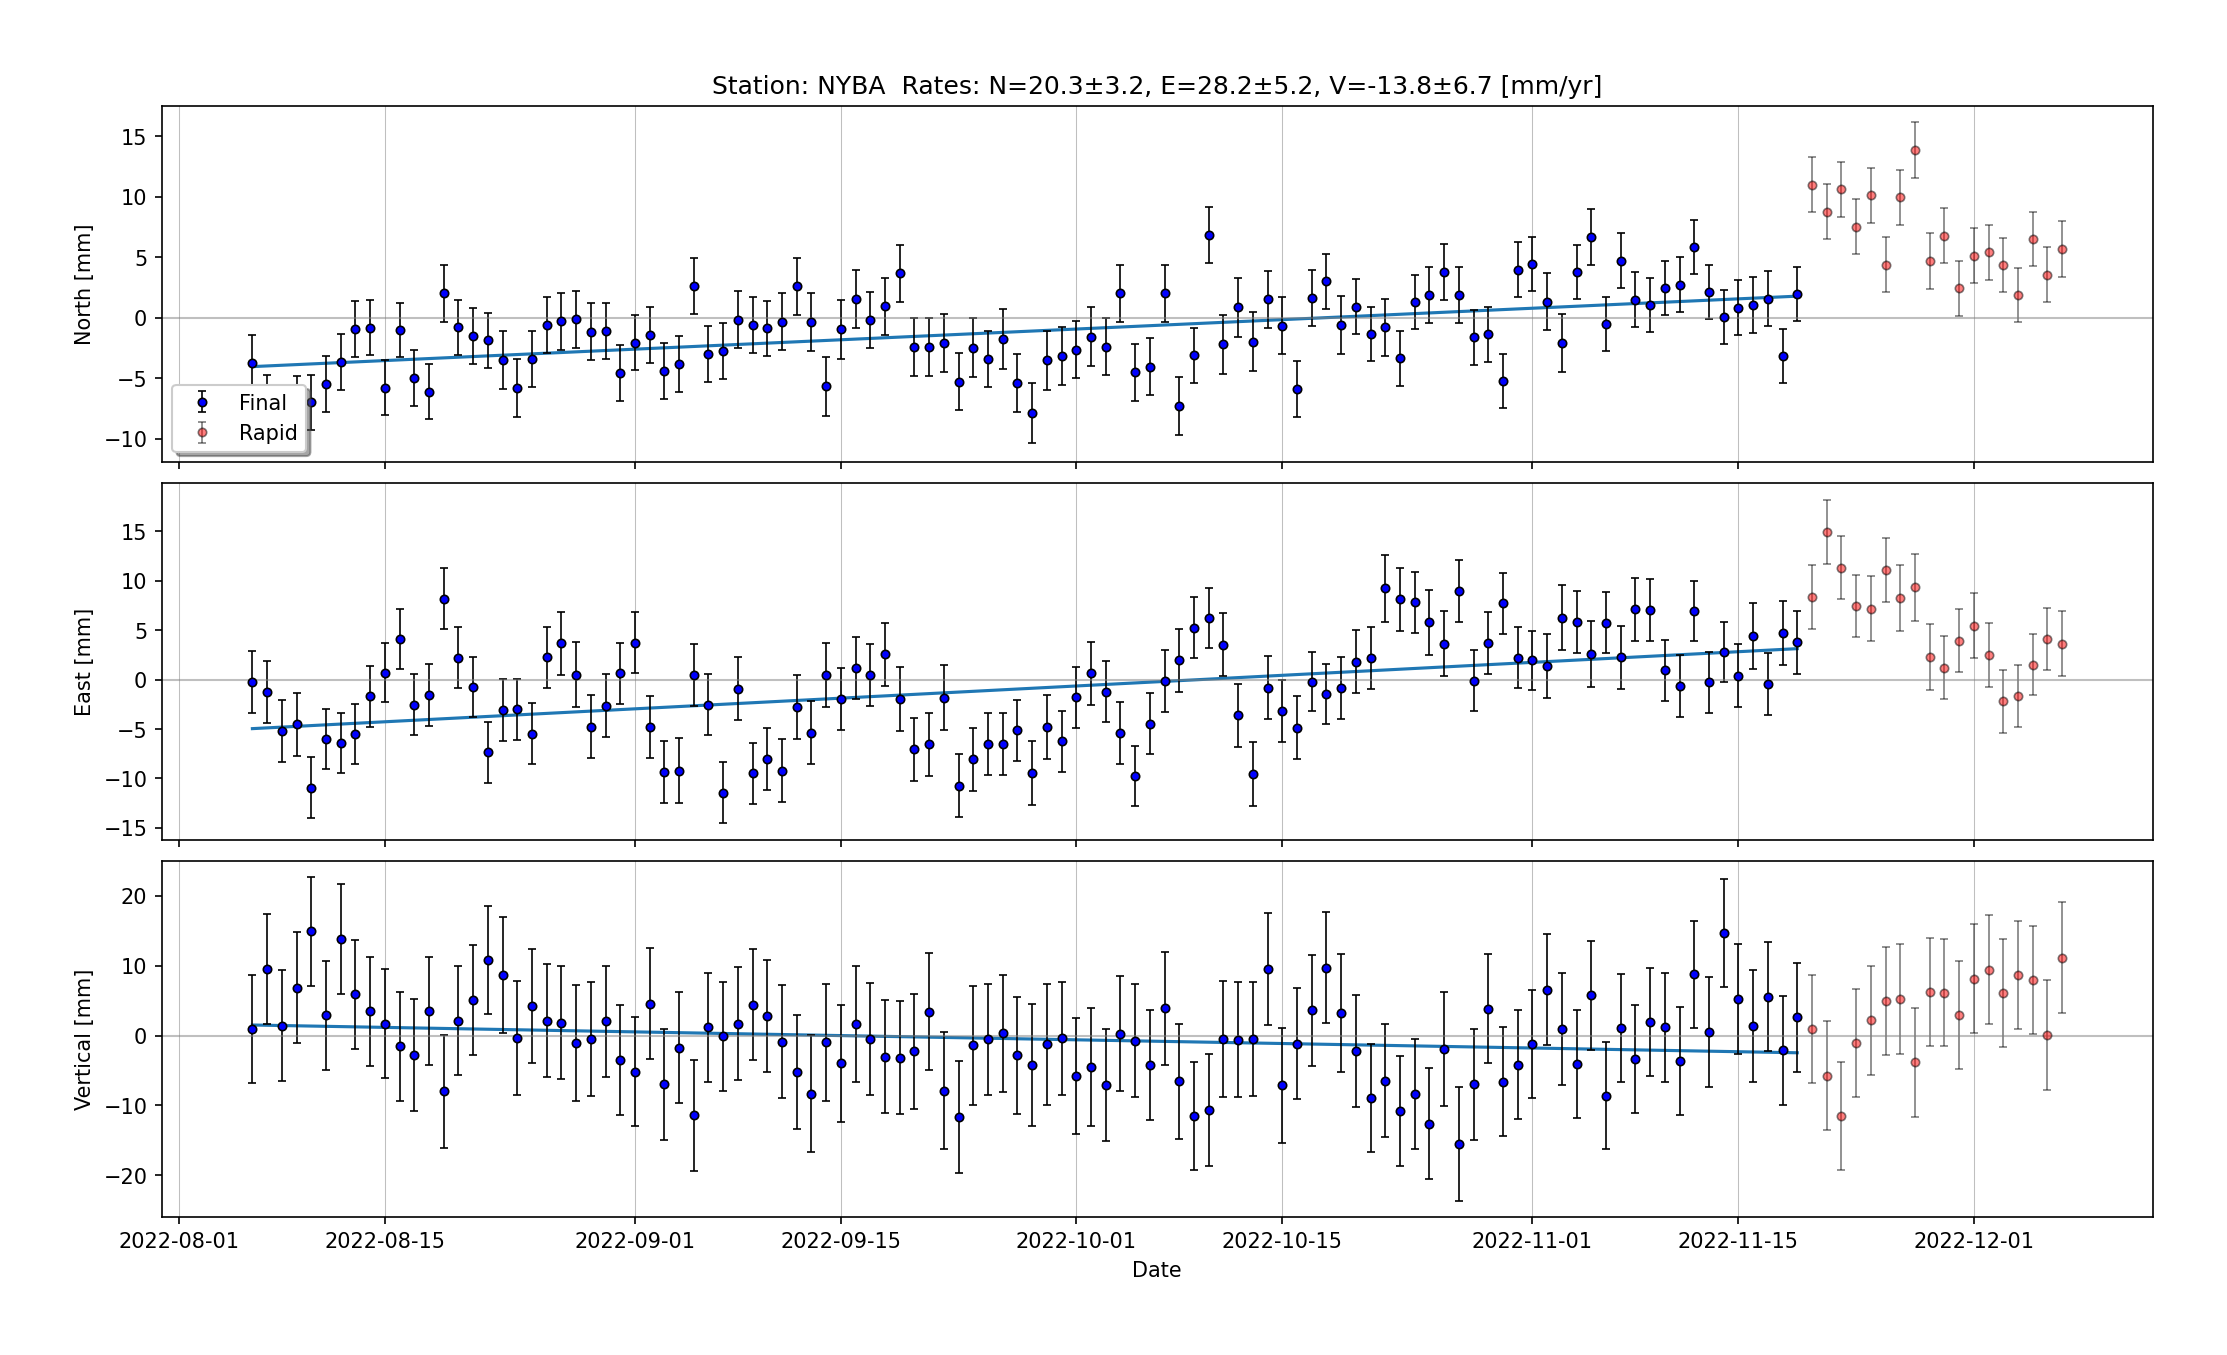 Station: NYBA  Rates: N=20.3±3.2, E=28.2±5.2, V=-13.8±6.7 [mm/yr]
North [mm]
15
10
5
0
−5
−10
Final
Rapid
East [mm]
15
10
5
0
−5
−10
−15
Vertical [mm]
20
10
0
−10
−20
2022-08-01 2022-08-15 2022-09-01 2022-09-15 2022-10-01 2022-10-15 2022-11-01 2022-11-15 2022-12-01
Date